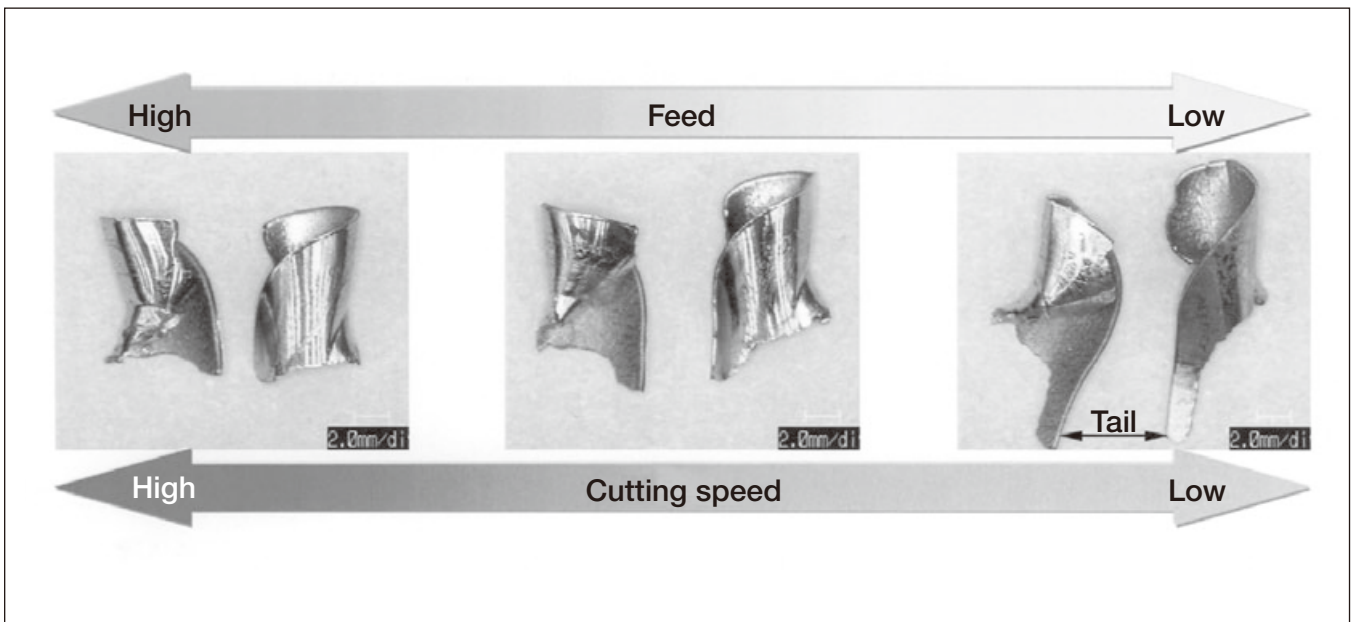 High Feed Low
2.0mm/di
2.0mm/di
Tail
2.0mm/di
High Cutting speed Low